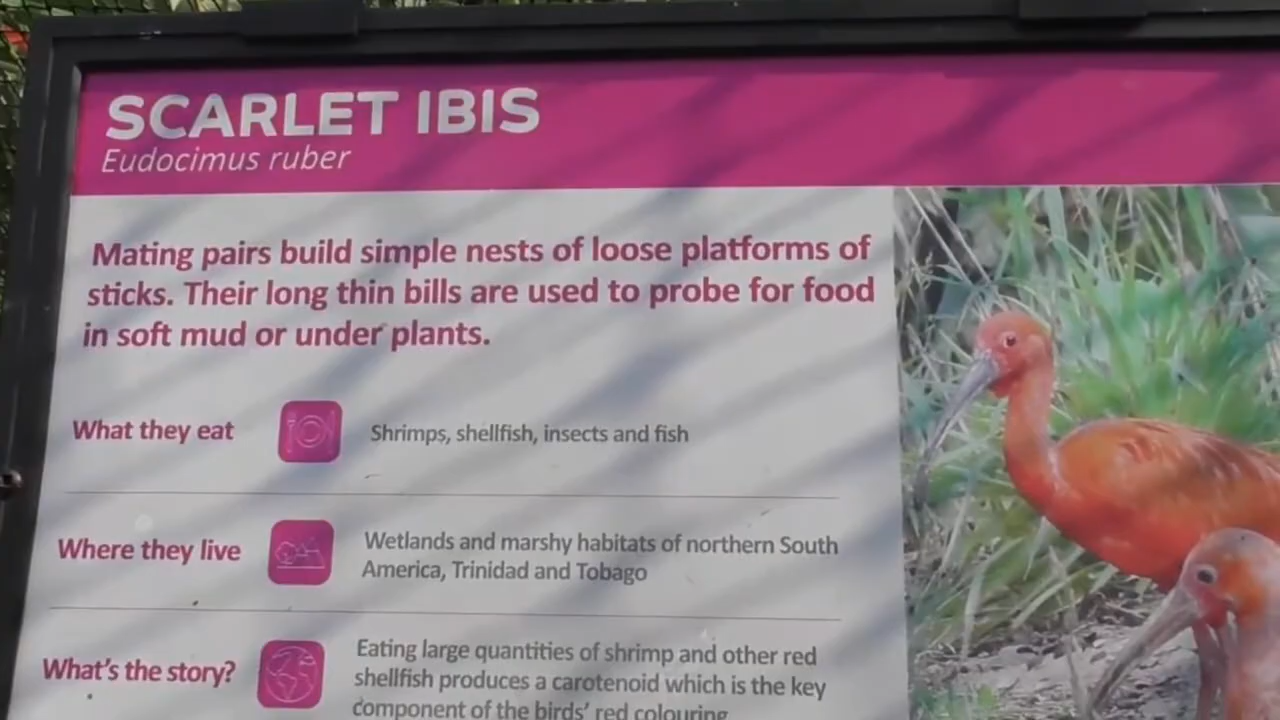 SCARLET IBIS
Eudocimus ruber
Mating pairs build simple nests of loose platforms of
sticks. Their long thin bills are used to probe for food
in soft mud or under plants.
What they eat
Shrimps, shellfish, insects and fish
Where they live
Wetlands and marshy habitats of northern South
America, Trinidad and Tobago
What's the story?
Eating large quantities of shrimp and other red
shellfish produces a carotenoid which is the key
component of the birds' red colouring